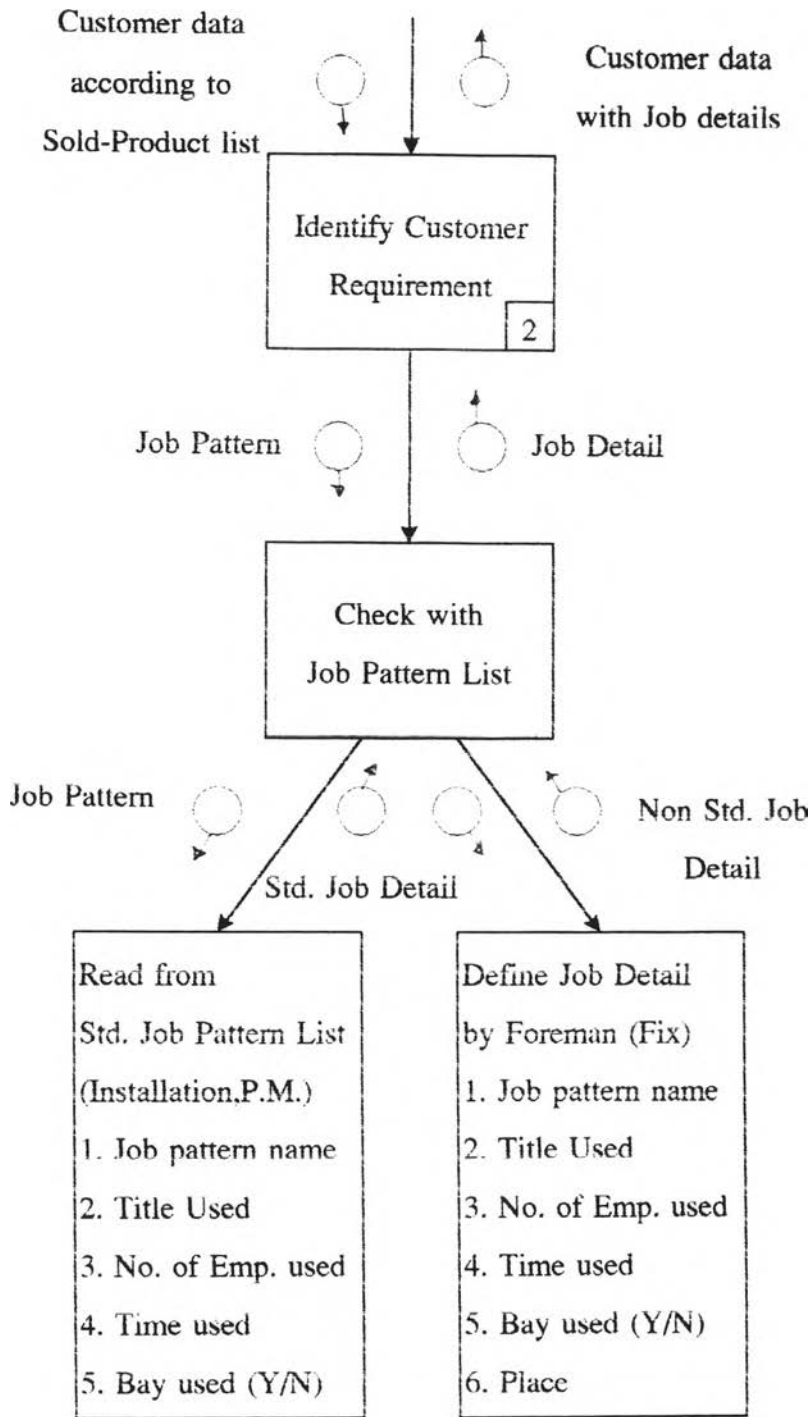 Customer data
according to
Sold-Product list
Customer data
with Job details
Identify Customer
Requirement
2
Job Pattern
Job Detail
Check with
Job Pattern List
Job Pattern
Std. Job Detail
Non Std. Job
Detail
Read from
Std. Job Pattern List
(Installation,P.M.)
1. Job pattern name
2. Title Used
3. No. of Emp. used
4. Time used
5. Bay used (Y/N)
Define Job Detail
by Foreman (Fix)
1. Job pattern name
2. Title Used
3. No. of Emp. used
4. Time used
5. Bay used (Y/N)
6. Place